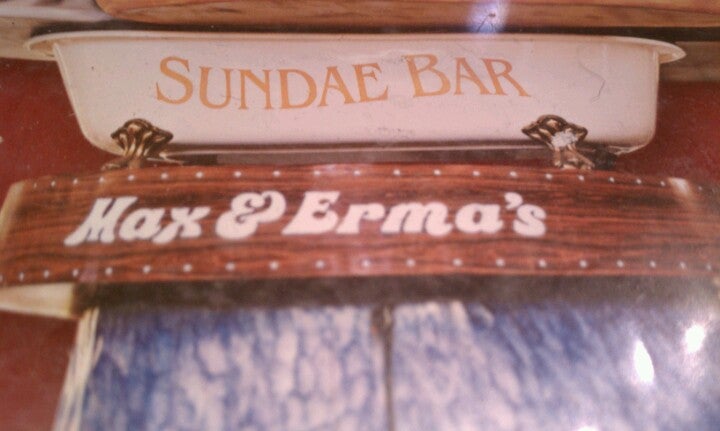 SUNDAE BAR
Max & Erma's